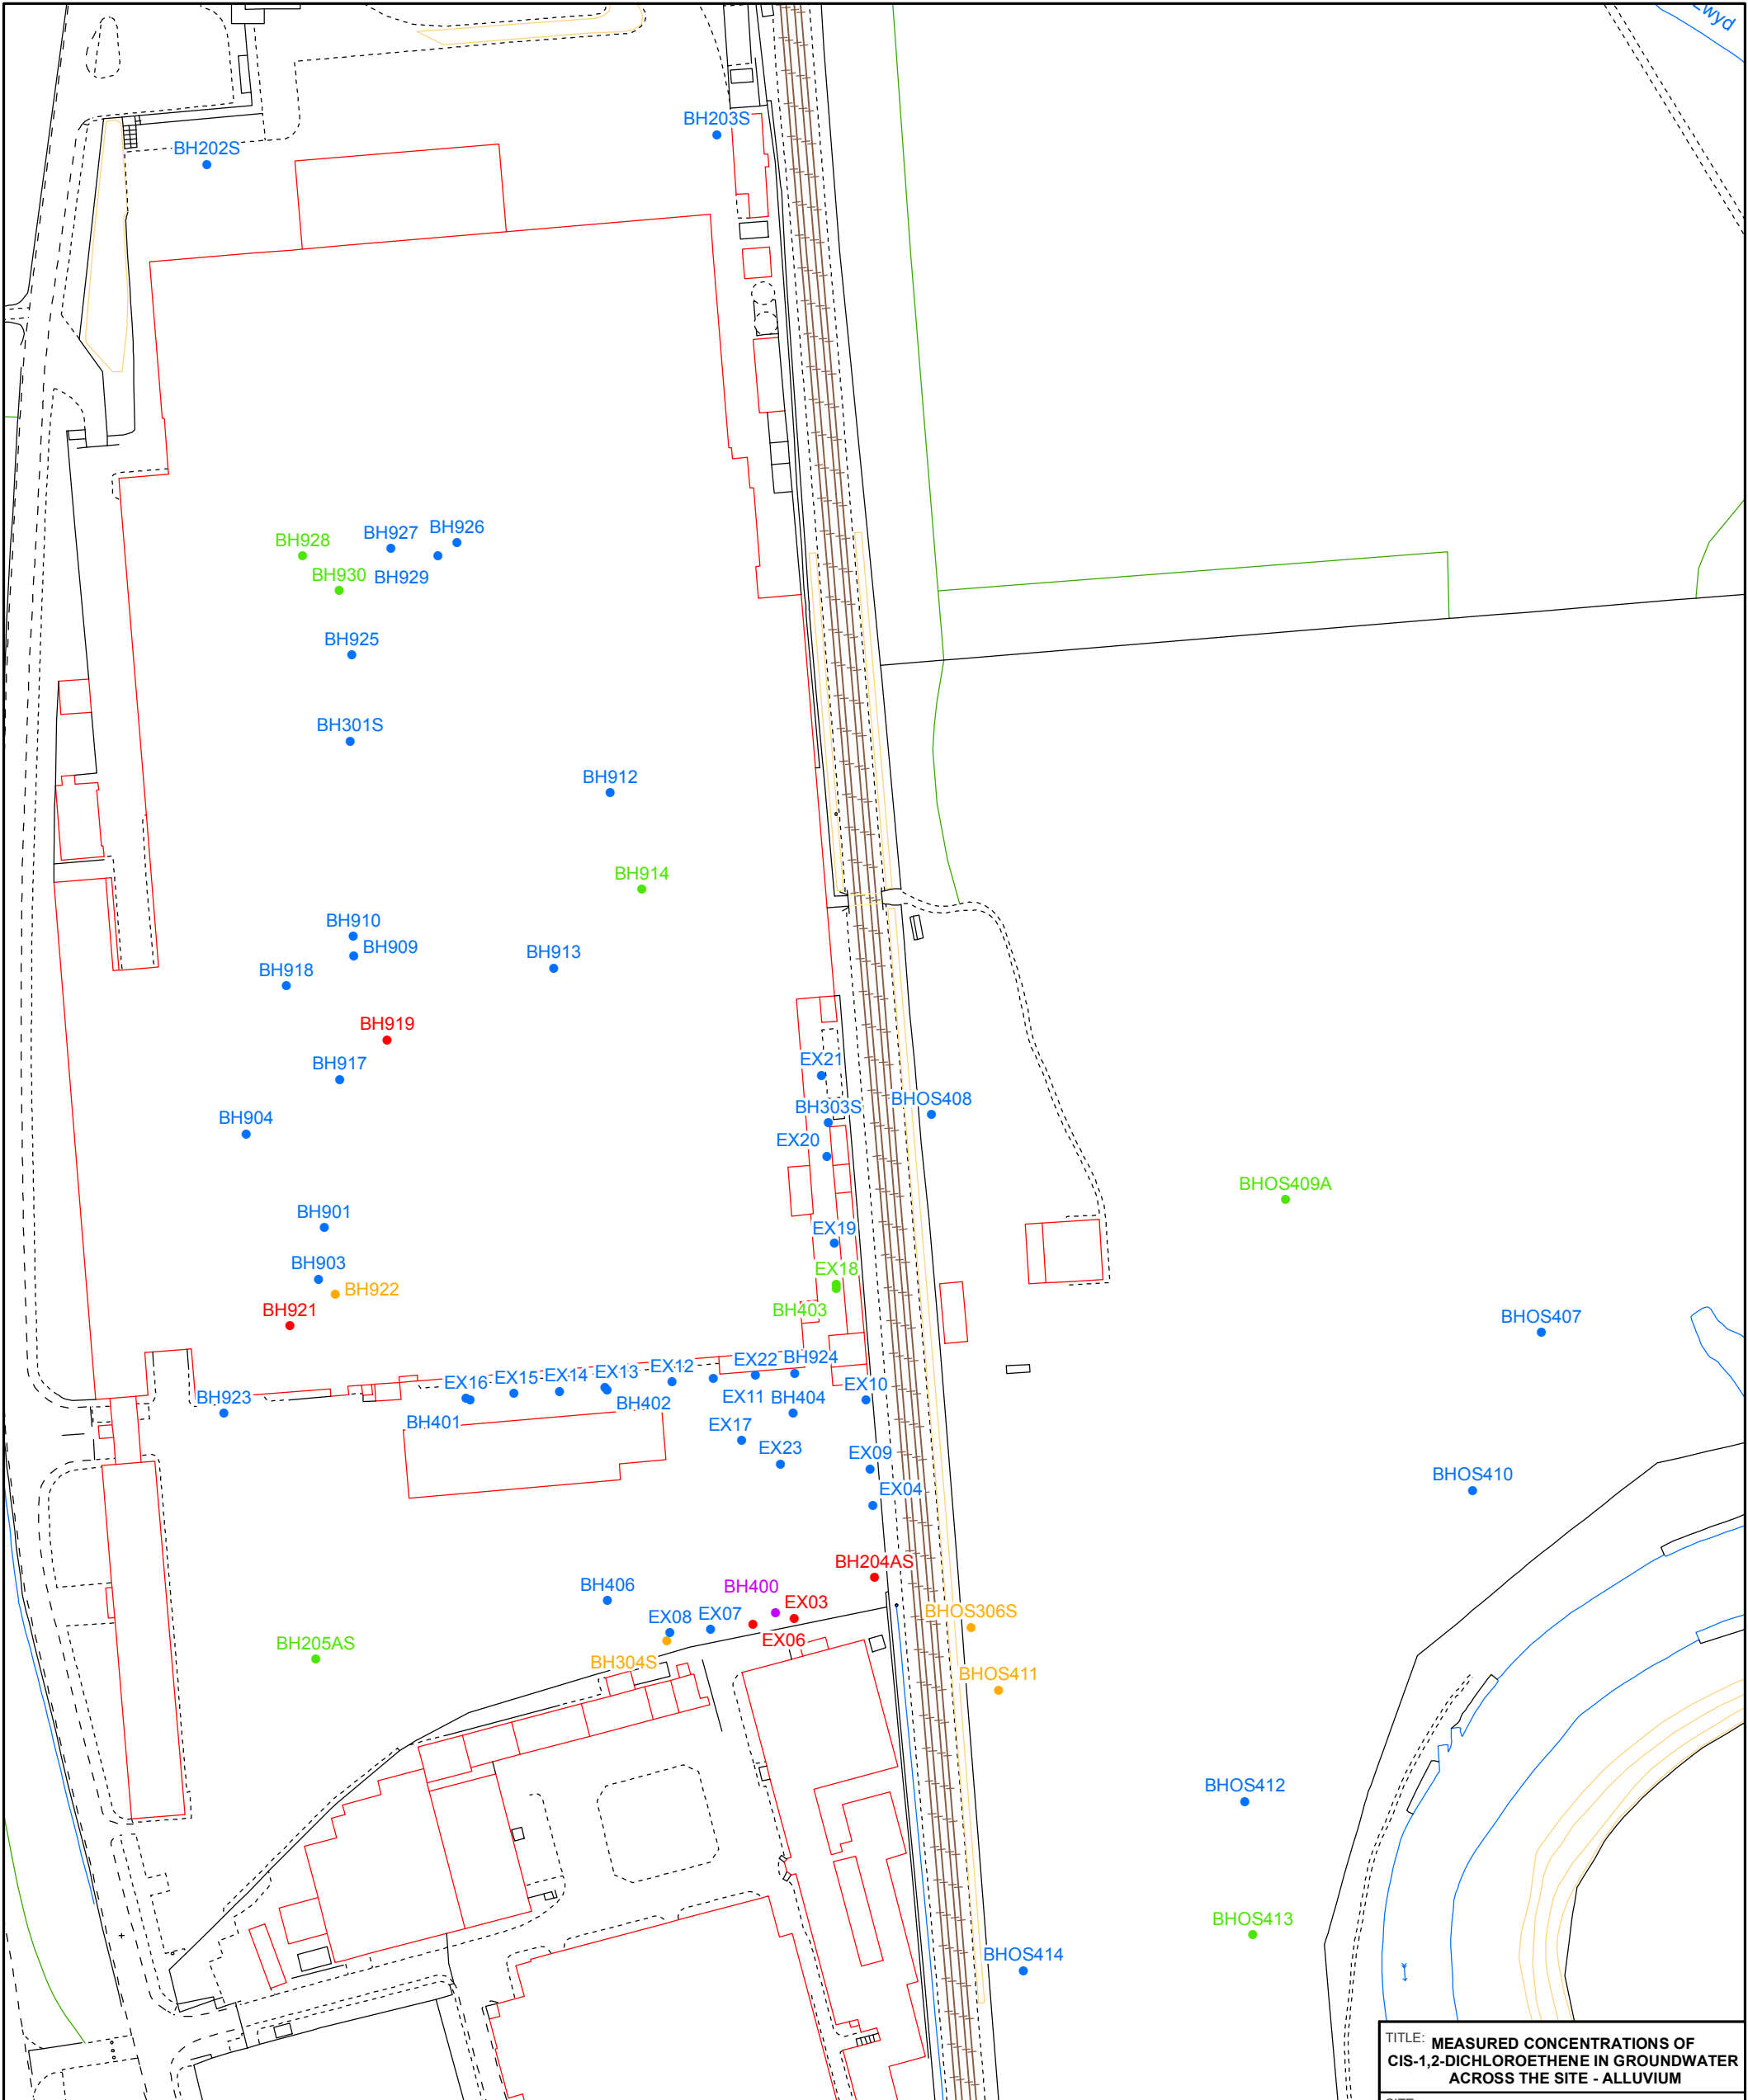 Lwyd
BH203S
BH202S
BH926
BH927
BH928
BH930
BH929
BH925
BH301S
BH912
BH914
BH910
BH909
BH913
BH918
BH919
EX21
BH917
BHOS408
BH303S
BH904
EX20
BHOS409A
BH901
EX19
BH903
EX18
BH922
BH921
BH403
BHOS407
EX12
EX22
BH924
EX16
EX15
EX14
EX13
BH923
BH401
BH402
EX11
BH404
EX10
EX17
EX23
EX09
BHOS410
EX04
BH204AS
BH406
BH400
EX03
EX08
EX07
BHOS306S
EX06
BH205AS
BH304S
BHOS411
BHOS412
BHOS413
BHOS414
TITLE: MEASURED CONCENTRATIONS OF
CIS-1,2-DICHLOROETHENE IN GROUNDWATER
ACROSS THE SITE - ALLUVIUM